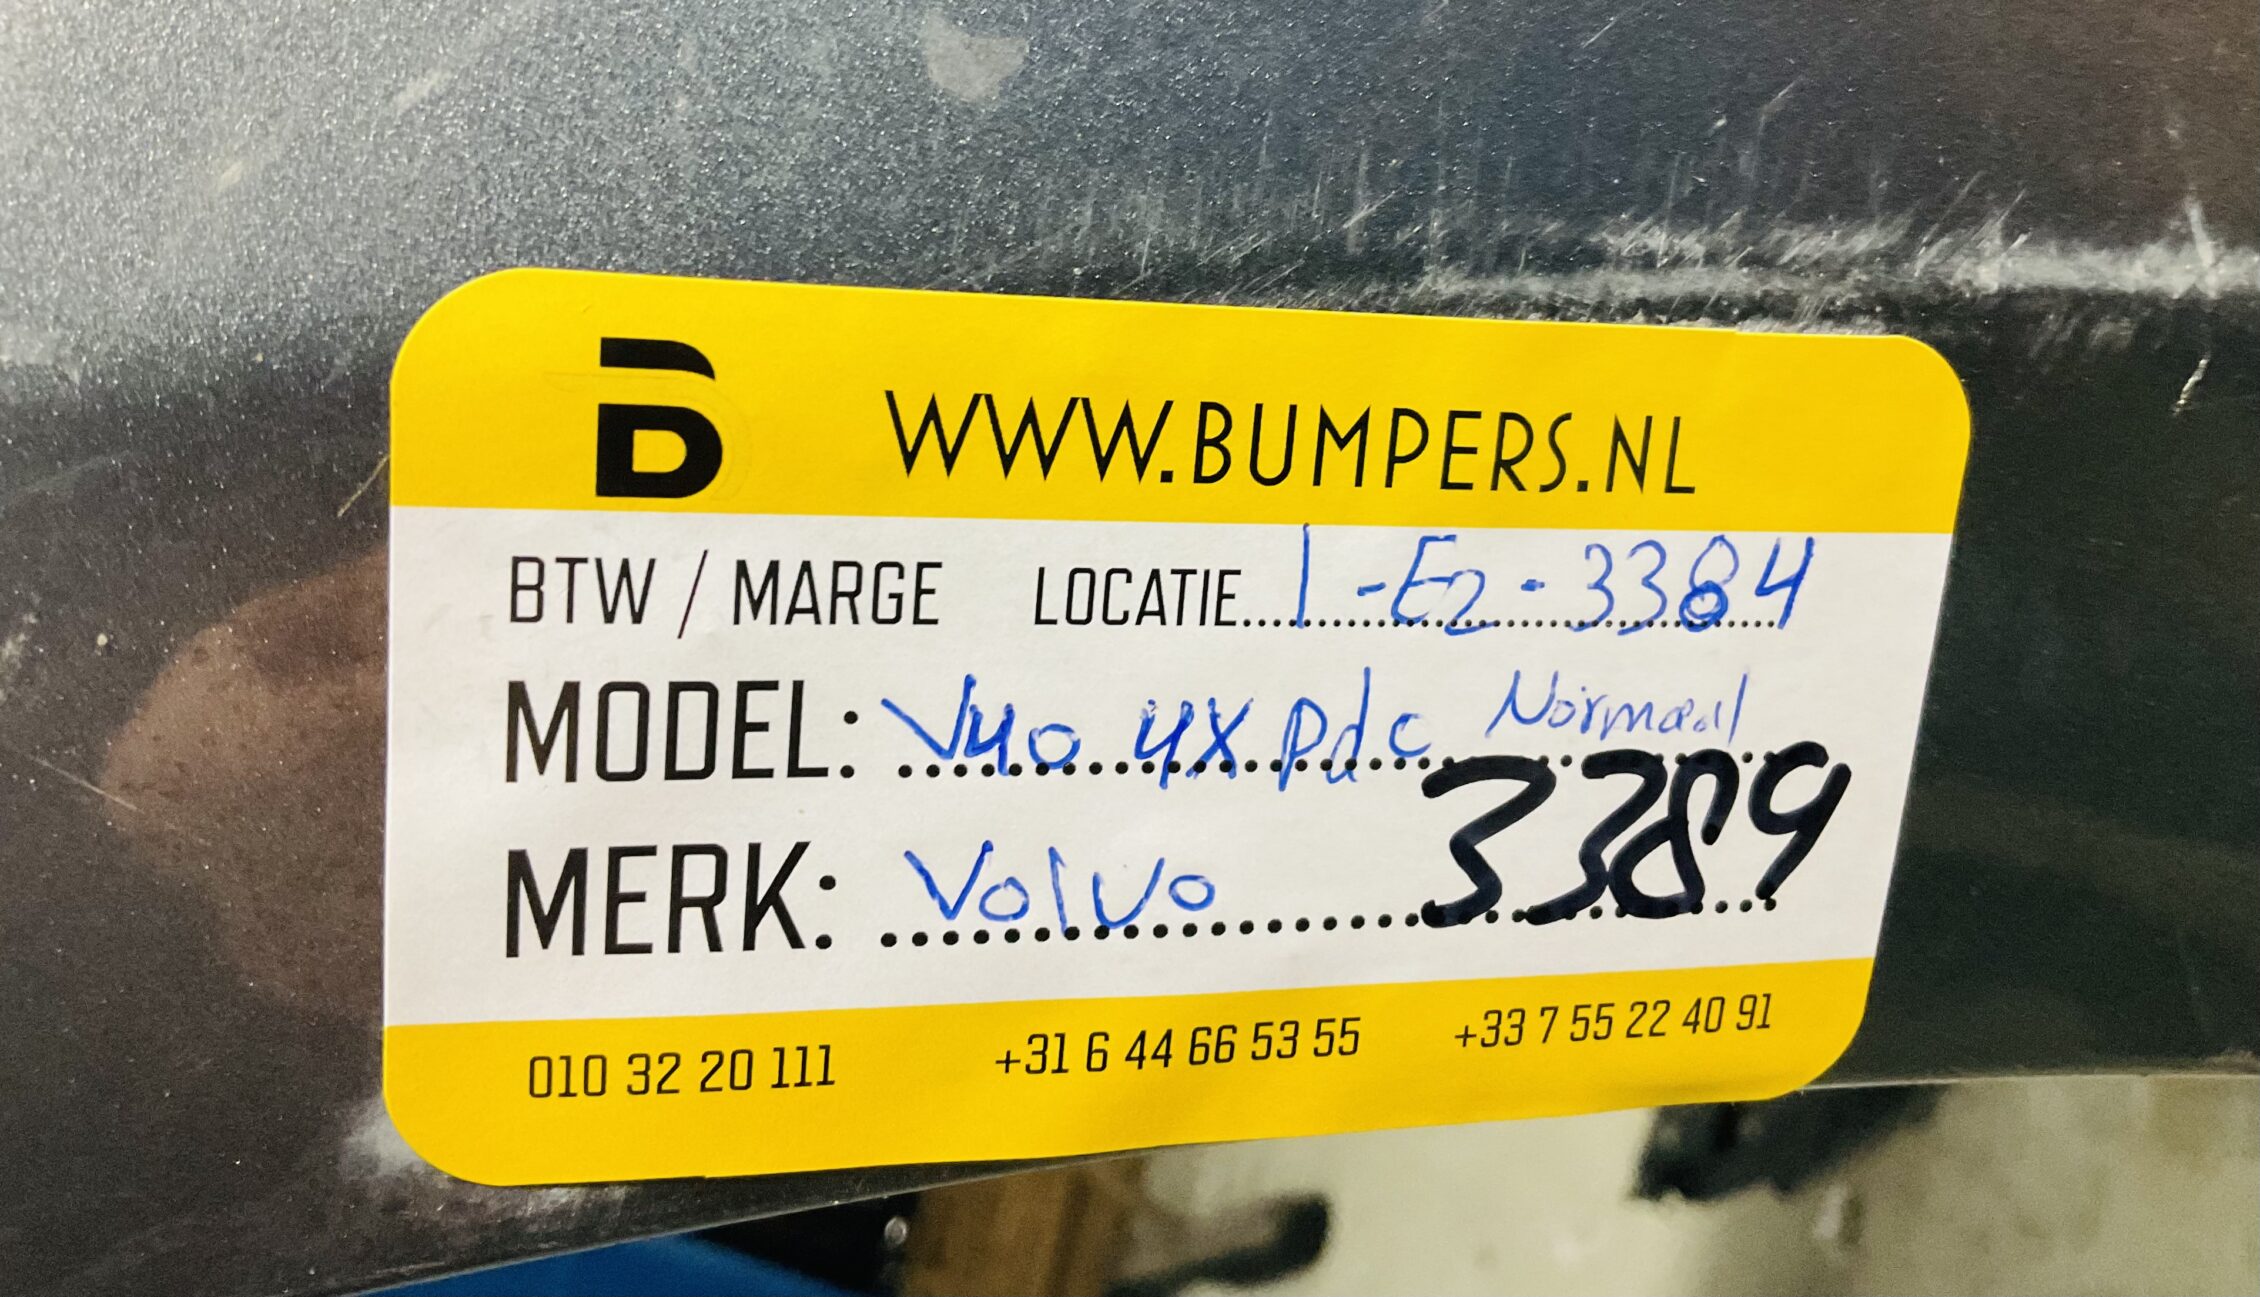 B WWW.BUMPERS.NL
BTW / MARGE LOCATIE 1-E2-3384
MODEL: V40 4x Pdc Normaal
3389
MERK: Volvo
010 32 20 111 +31 6 44 66 53 55 +33 7 55 22 40 91